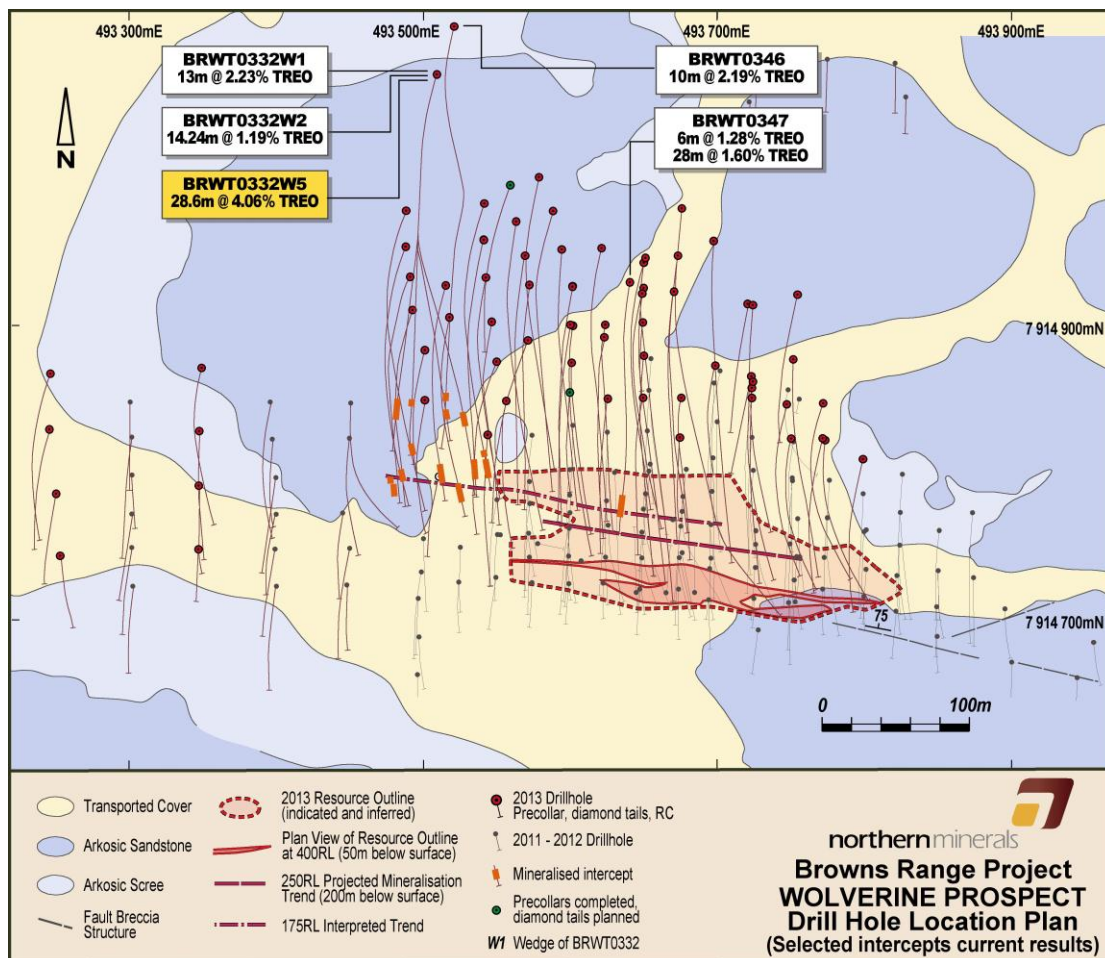 493 300mE
493 500mE
493 700mE
493 900mE
BRWT0332W1
13m @ 2.23% TREO
BRWT0332W2
14.24m @ 1.19% TREO
BRWT0332W5
28.6m @ 4.06% TREO
BRWT0346
10m @ 2.19% TREO
BRWT0347
6m @ 1.28% TREO
28m @ 1.60% TREO
N
7 914 900mN
7 914 700mN
75
0 100m
Transported Cover
Arkosic Sandstone
Arkosic Scree
Fault Breccia
Structure
2013 Resource Outline
(indicated and inferred)
Plan View of Resource Outline
at 400RL (50m below surface)
250RL Projected Mineralisation
Trend (200m below surface)
175RL Interpreted Trend
2013 Drillhole
Precollar, diamond tails, RC
2011 - 2012 Drillhole
Mineralised intercept
Precollars completed,
diamond tails planned
W1 Wedge of BRWT0332
northernminerals
Browns Range Project
WOLVERINE PROSPECT
Drill Hole Location Plan
(Selected intercepts current results)